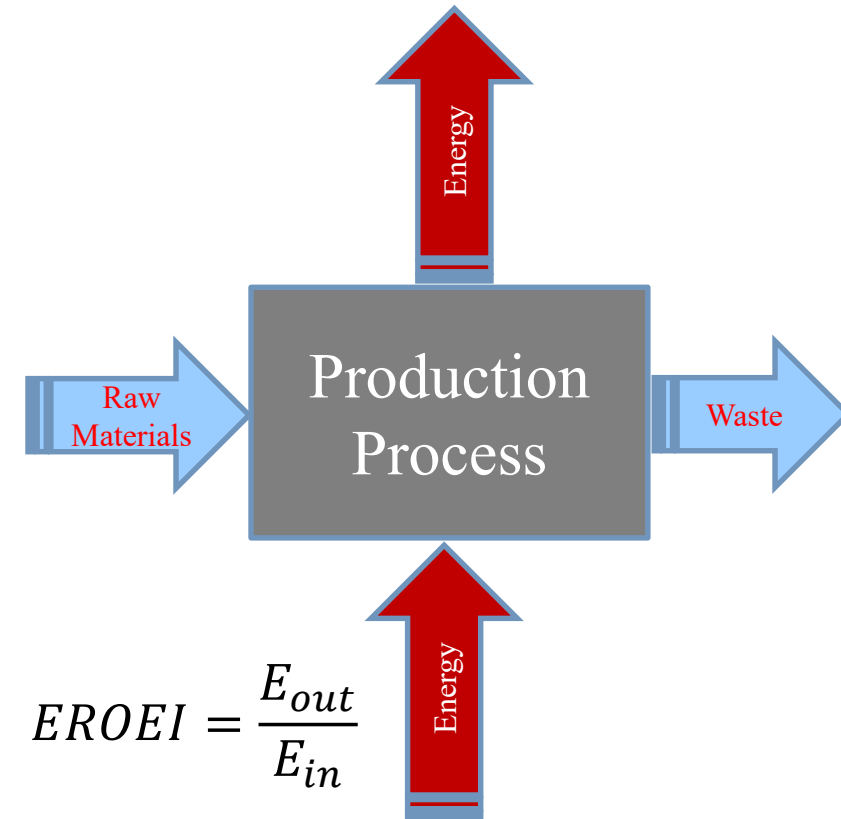 Energy
Raw
Materials
Production
Process
Waste
Energy
EROEI = E_out / E_in